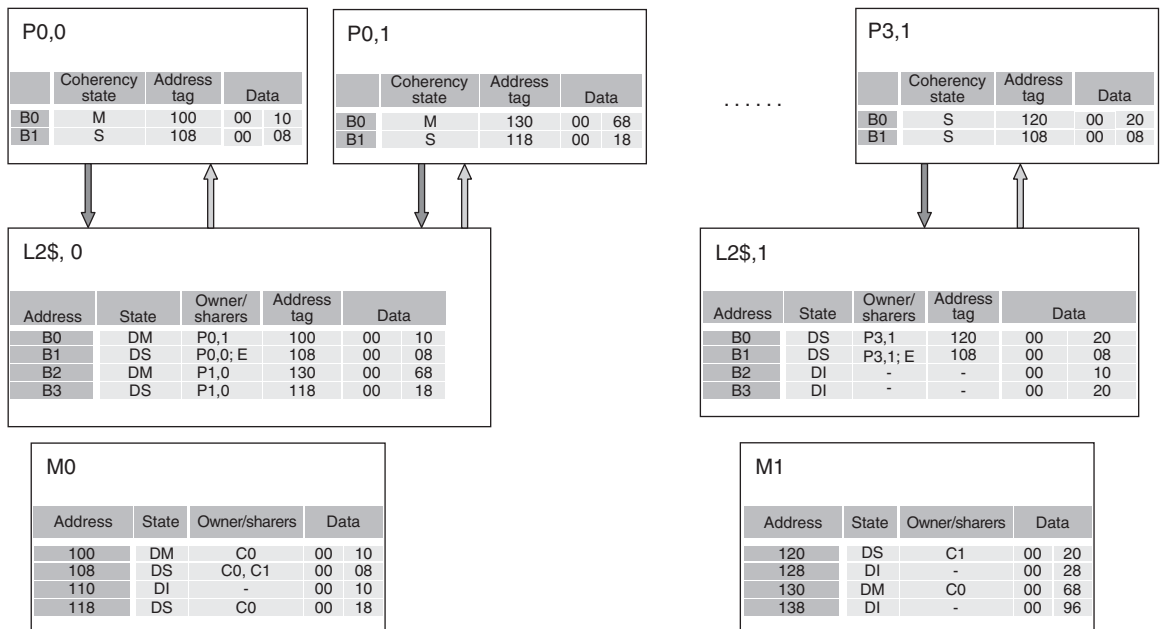 P0,0
Coherency state Address tag Data
B0 M 100 00 10
B1 S 108 00 08
P0,1
Coherency state Address tag Data
B0 M 130 00 68
B1 S 118 00 18
. . . . . .
P3,1
Coherency state Address tag Data
B0 S 120 00 20
B1 S 108 00 08
L2$, 0
Address State Owner/ sharers Address tag Data
B0 DM P0,1 100 00 10
B1 DS P0,0; E 108 00 08
B2 DM P1,0 130 00 68
B3 DS P1,0 118 00 18
L2$,1
Address State Owner/ sharers Address tag Data
B0 DS P3,1 120 00 20
B1 DS P3,1; E 108 00 08
B2 DI - - 00 10
B3 DI - - 00 20
M0
Address State Owner/sharers Data
100 DM C0 00 10
108 DS C0, C1 00 08
110 DI - 00 10
118 DS C0 00 18
M1
Address State Owner/sharers Data
120 DS C1 00 20
128 DI - 00 28
130 DM C0 00 68
138 DI - 00 96